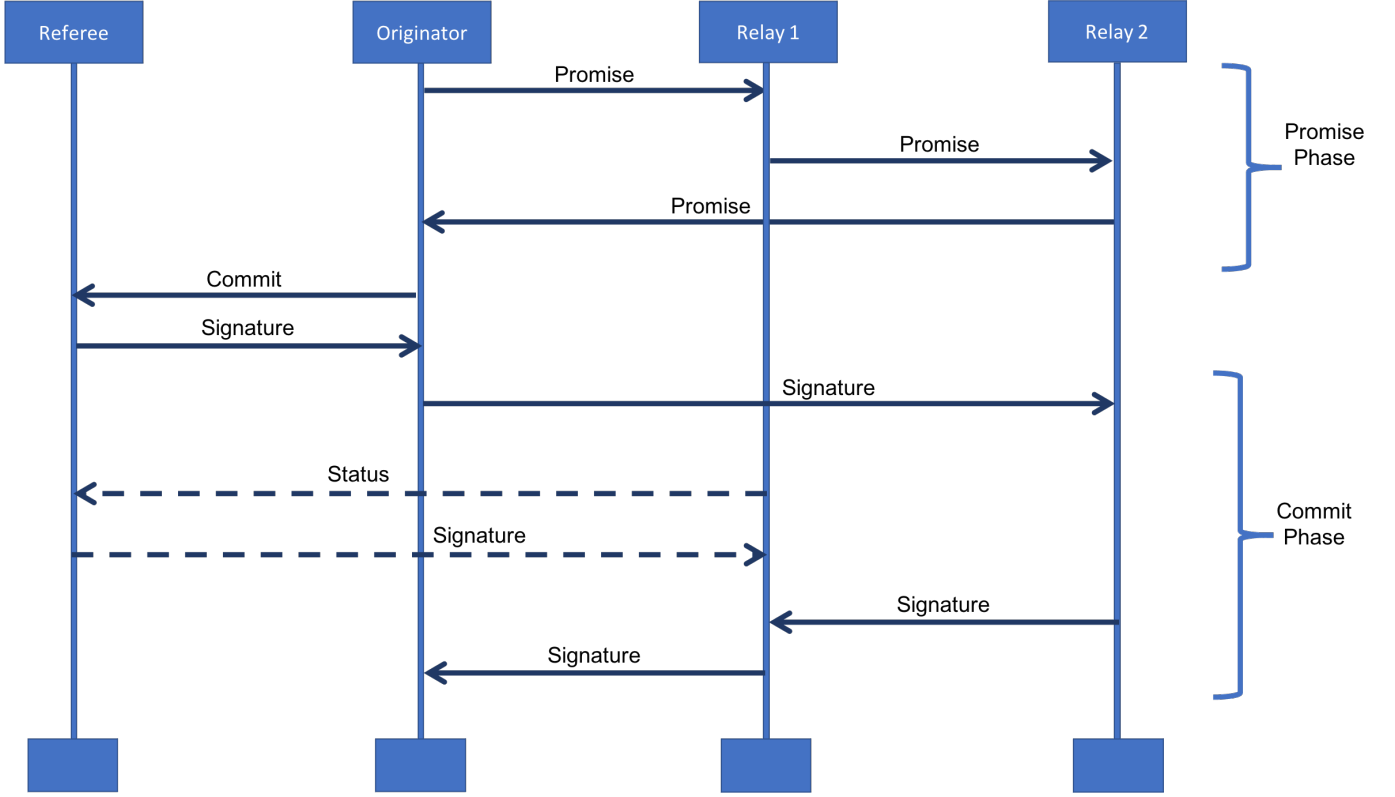 Referee
Originator
Relay 1
Relay 2
Promise
Promise
Promise
Phase
Promise
Commit
Signature
Signature
Status
Commit
Phase
Signature
Signature
Signature